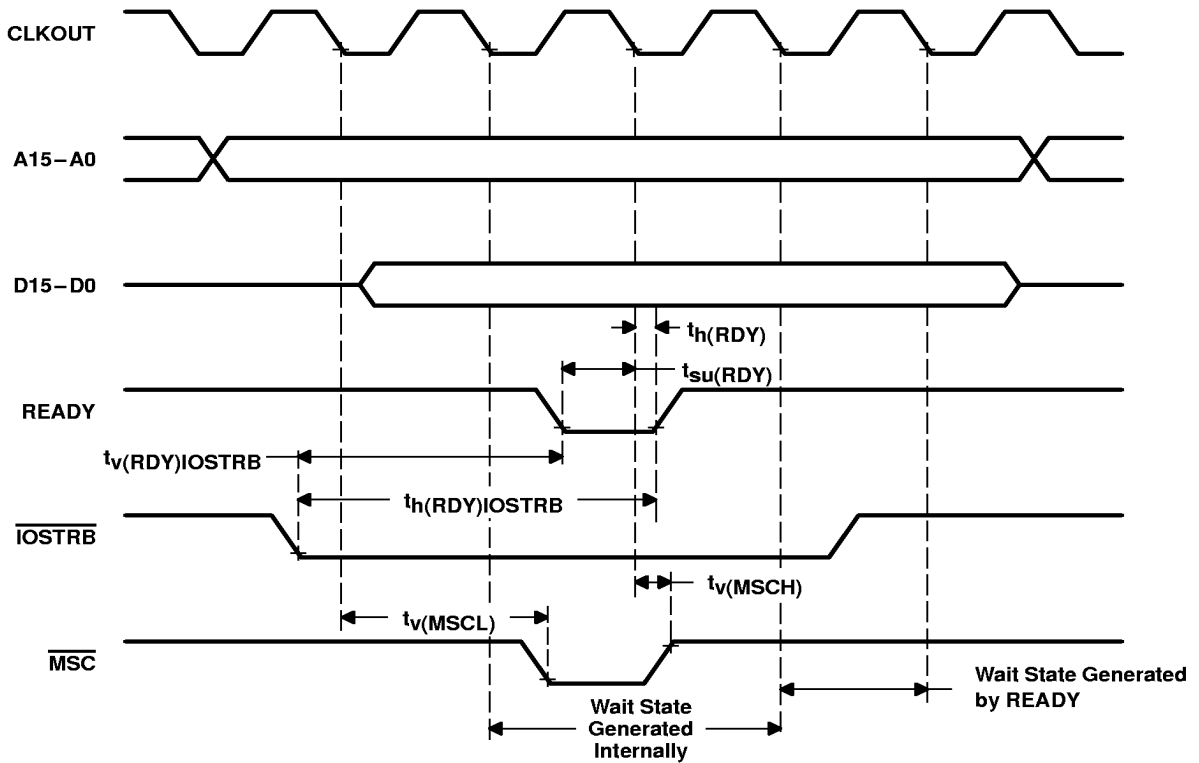 CLKOUT
A15–A0
D15–D0
th(RDY)
tsu(RDY)
READY
tv(RDY)IOSTRB
th(RDY)IOSTRB
IOSTRB
tv(MSCH)
tv(MSCL)
MSC
Wait State Generated
by READY
Wait State
Generated
Internally